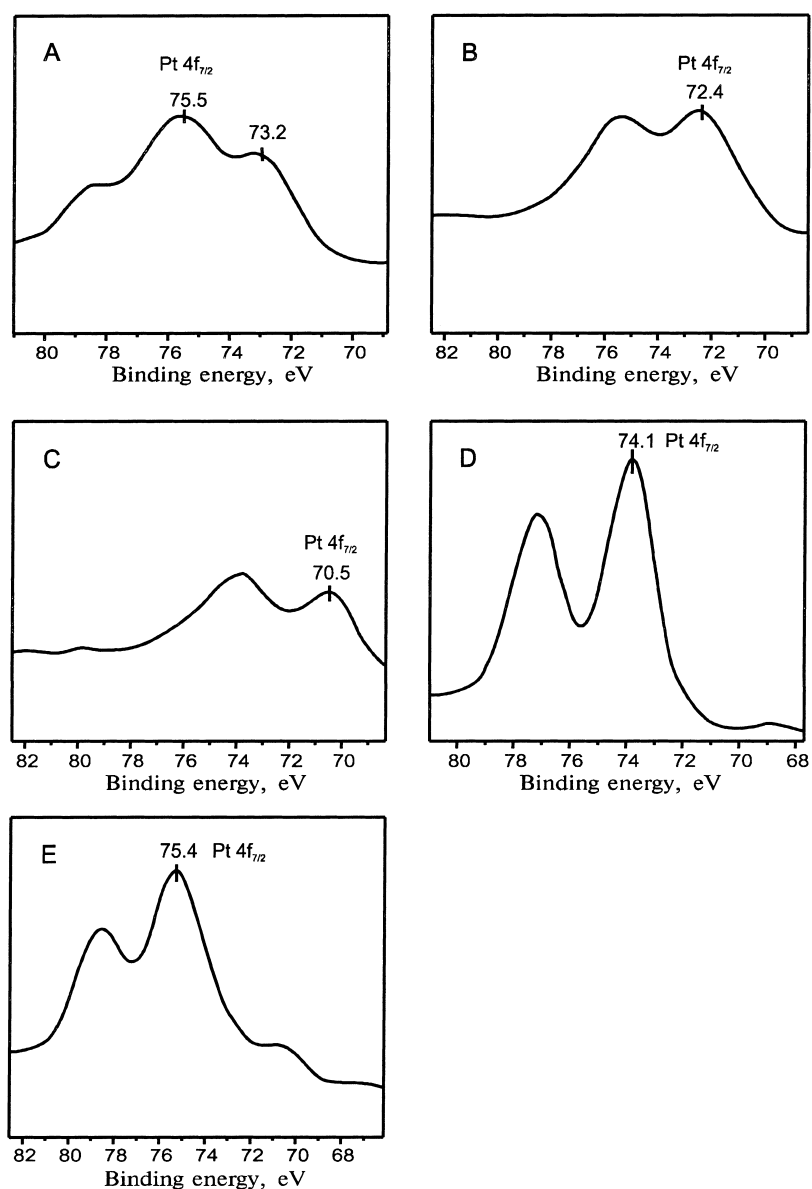 A
Pt 4f7/2
75.5
73.2
80 78 76 74 72 70
Binding energy, eV
B
Pt 4f7/2
72.4
82 80 78 76 74 72 70
Binding energy, eV
C
Pt 4f7/2
70.5
82 80 78 76 74 72 70
Binding energy, eV
D
74.1 Pt 4f7/2
80 78 76 74 72 70 68
Binding energy, eV
E
75.4 Pt 4f7/2
82 80 78 76 74 72 70 68
Binding energy, eV